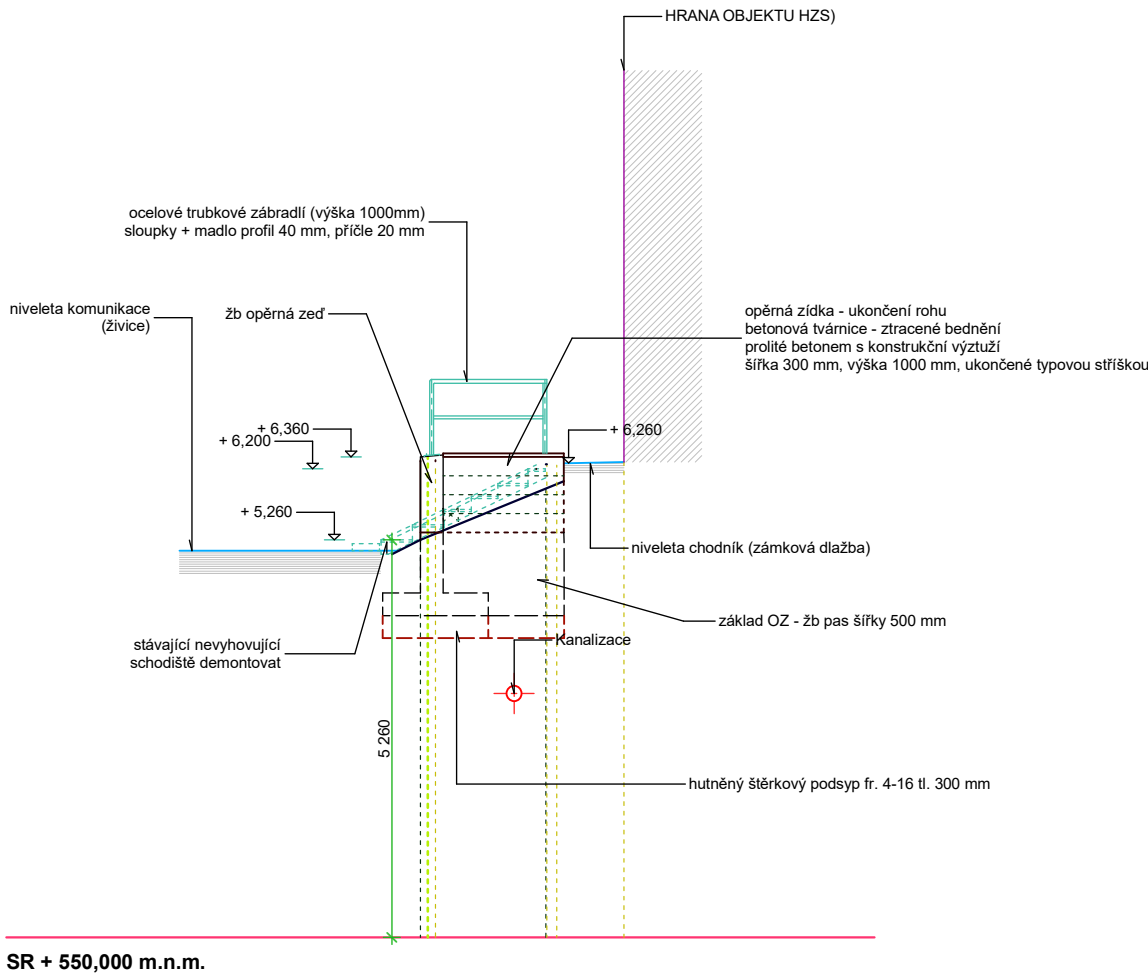 HRANA OBJEKTU HZS)
ocelové trubkové zábradlí (výška 1000mm)
sloupky + madlo profil 40 mm, příčle 20 mm
niveleta komunikace
(živice)
žb opěrná zeď
opěrná zídka - ukončení rohu
betonová tvárnice - ztracené bednění
prolité betonem s konstrukční výztuží
šířka 300 mm, výška 1000 mm, ukončené typovou stříškou
+ 6,360
+ 6,200
+ 6,260
+ 5,260
niveleta chodník (zámková dlažba)
základ OZ - žb pas šířky 500 mm
stávající nevyhovující
schodiště demontovat
Kanalizace
5 260
hutněný štěrkový podsyp fr. 4-16 tl. 300 mm
SR + 550,000 m.n.m.